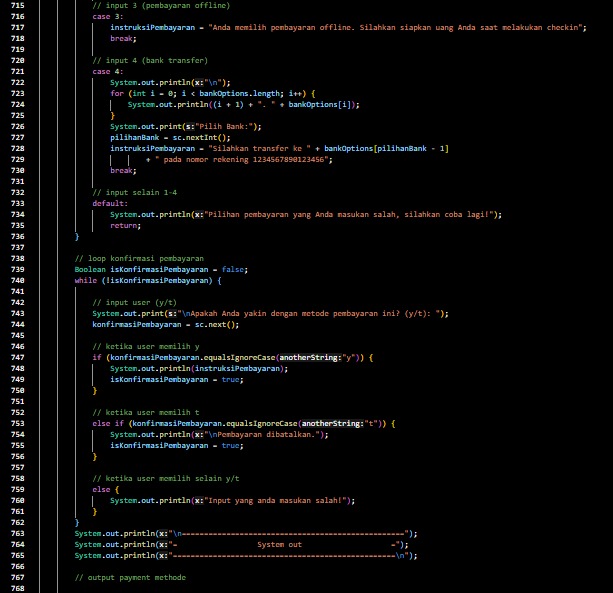 715 // input 3 (pembayaran offline)
716 case 3:
717 instruksiPembayaran = "Anda memilih pembayaran offline. Silahkan siapkan uang Anda saat melakukan checkin";
718 break;
719
720 // input 4 (bank transfer)
721 case 4:
722 System.out.println(x:"\n");
723 for (int i = 0; i < bankOptions.length; i++) {
724 System.out.println((i + 1) + ". " + bankOptions[i]);
725 }
726 System.out.print(s:"Pilih Bank:");
727 pilihanBank = sc.nextInt();
728 instruksiPembayaran = "Silahkan transfer ke " + bankOptions[pilihanBank - 1]
729 + " pada nomor rekening 1234567890123456";
730 break;
731
732 // input selain 1-4
733 default:
734 System.out.println(x:"Pilihan pembayaran yang Anda masukan salah, silahkan coba lagi!");
735 return;
736 }
737
738 // loop konfirmasi pembayaran
739 Boolean isKonfirmasiPembayaran = false;
740 while (!isKonfirmasiPembayaran) {
741
742 // input user (y/t)
743 System.out.print(s:"\nApakah Anda yakin dengan metode pembayaran ini? (y/t): ");
744 konfirmasiPembayaran = sc.next();
745
746 // ketika user memilih y
747 if (konfirmasiPembayaran.equalsIgnoreCase(anotherString:"y")) {
748 System.out.println(instruksiPembayaran);
749 isKonfirmasiPembayaran = true;
750 }
751
752 // ketika user memilih t
753 else if (konfirmasiPembayaran.equalsIgnoreCase(anotherString:"t")) {
754 System.out.println(x:"\nPembayaran dibatalkan.");
755 isKonfirmasiPembayaran = true;
756 }
757
758 // ketika user memilih selain y/t
759 else {
760 System.out.println(x:"Input yang anda masukan salah!");
761 }
762 }
763 System.out.println(x:"\n==================================================");
764 System.out.println(x:"= System out =");
765 System.out.println(x:"==================================================\n");
766
767 // output payment methode
768